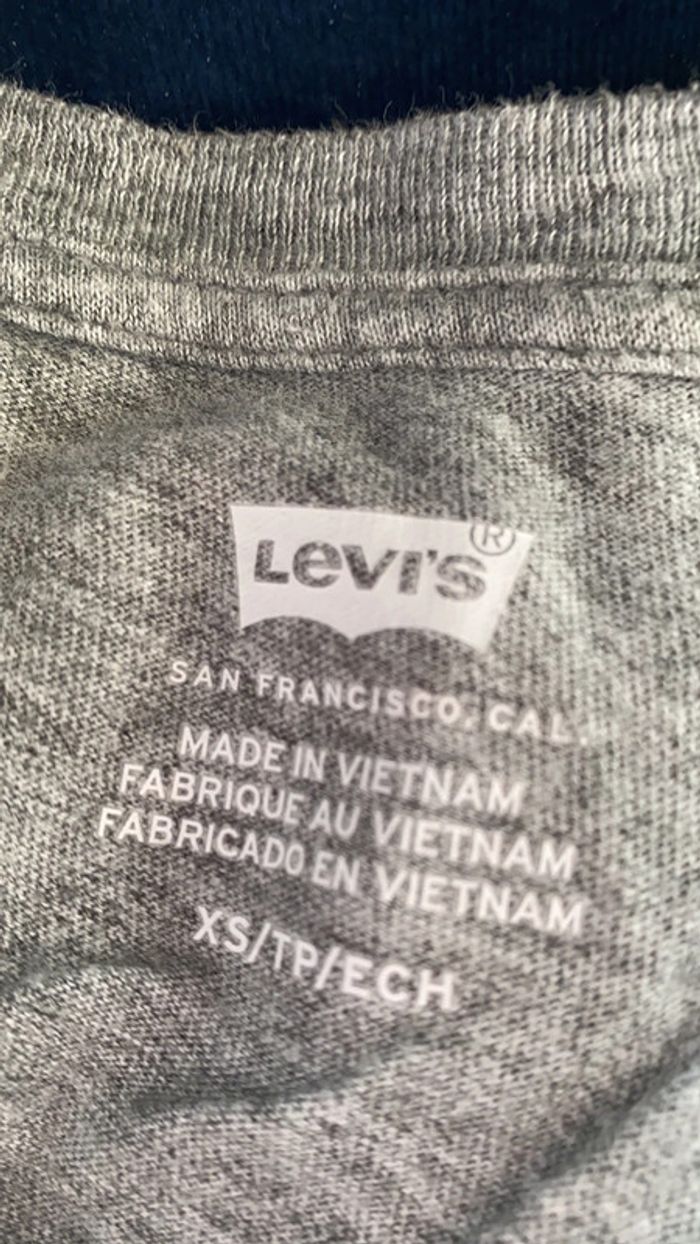 Levi's®
SAN FRANCISCO, CAL.
MADE IN VIETNAM
FABRIQUE AU VIETNAM
FABRICADO EN VIETNAM
XS/TP/ECH